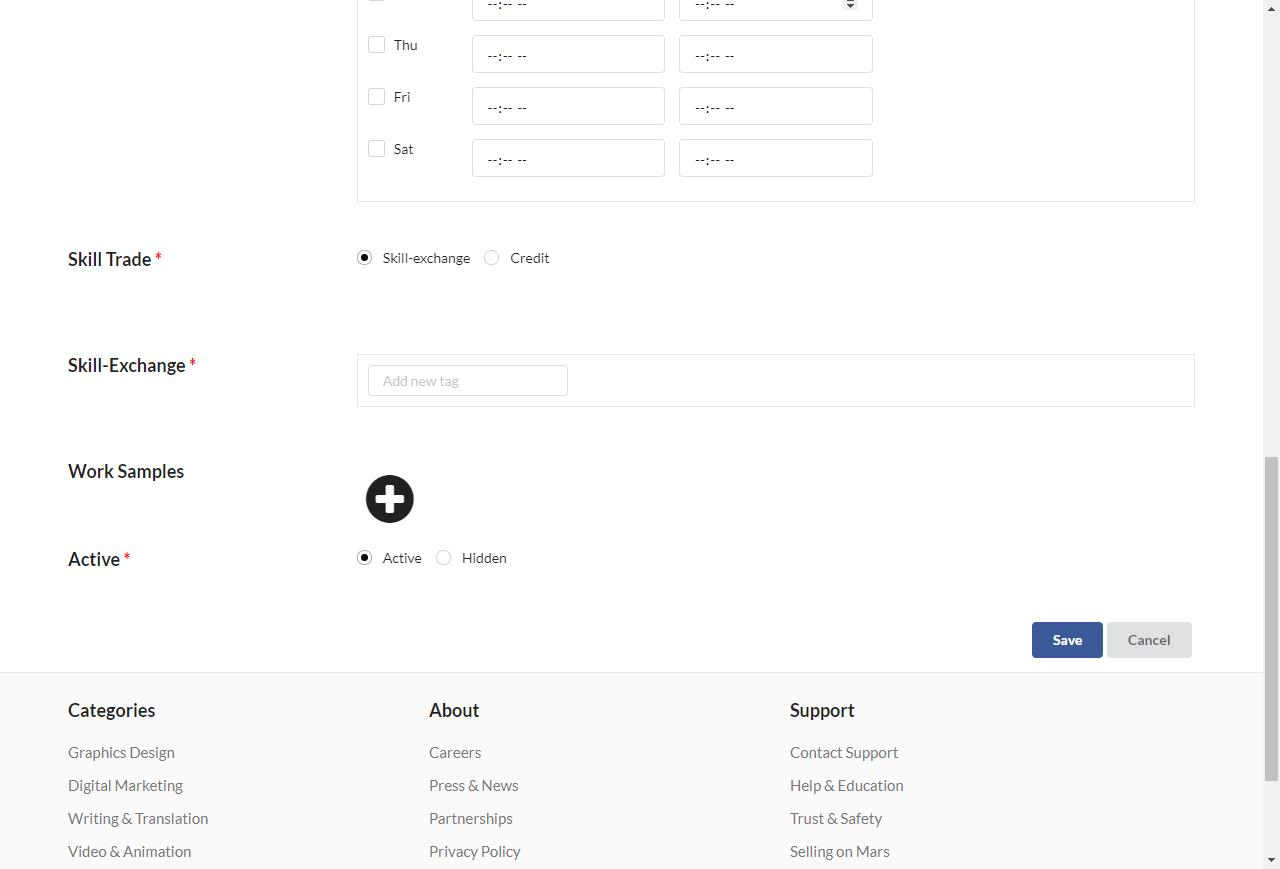 --:-- -- --:-- --
Thu --:-- -- --:-- --
Fri --:-- -- --:-- --
Sat --:-- -- --:-- --
Skill Trade * Skill-exchange Credit
Skill-Exchange * Add new tag
Work Samples
Active * Active Hidden
Save Cancel
Categories About Support
Graphics Design Careers Contact Support
Digital Marketing Press & News Help & Education
Writing & Translation Partnerships Trust & Safety
Video & Animation Privacy Policy Selling on Mars